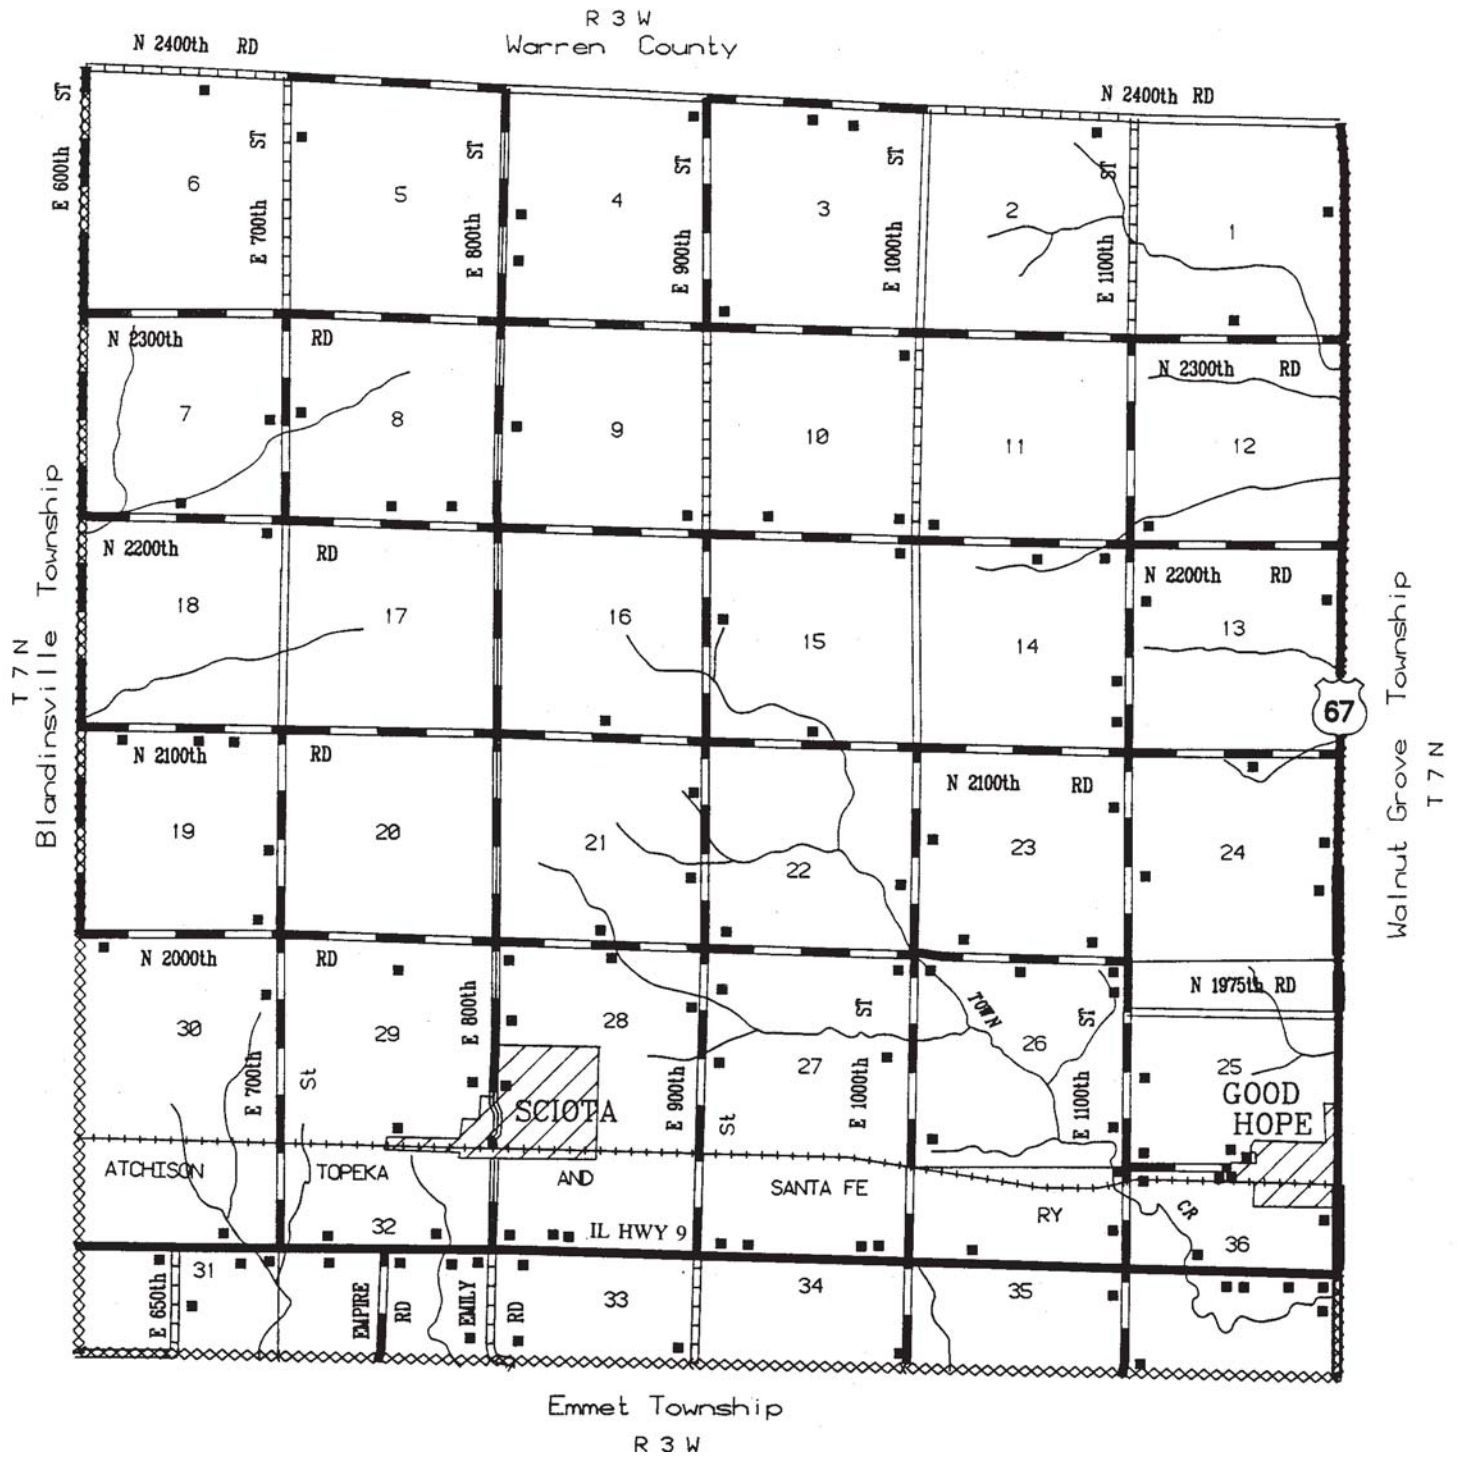 R 3 W
Warren County
N 2400th RD
N 2400th RD
E 600th ST
E 700th ST
E 800th ST
E 900th ST
E 1000th ST
E 1100th ST
6
5
4
3
2
1
N 2300th RD
N 2300th RD
7
8
9
10
11
12
N 2200th RD
N 2200th RD
18
17
16
15
14
13
T 7 N
Blandinsville Township
67
Walnut Grove Township
T 7 N
N 2100th RD
N 2100th RD
19
20
21
22
23
24
N 2000th RD
N 1975th RD
E 700th St
E 800th
E 900th St
E 1000th ST
E 1100th ST
TOWN
CR
30
29
28
27
26
25
SCIOTA
GOOD
HOPE
ATCHISON TOPEKA AND SANTA FE RY
32
IL HWY 9
36
31
33
34
35
E 650th
EMPIRE RD
EMILY RD
Emmet Township
R 3 W